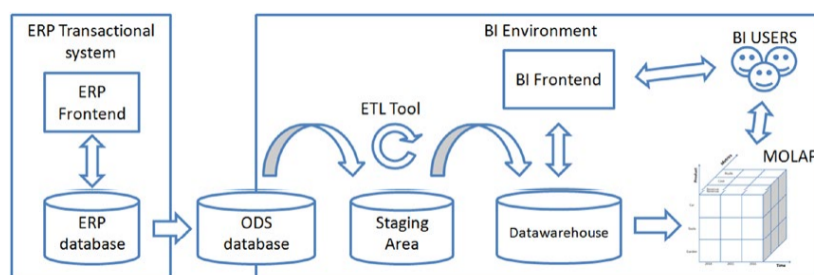 ERP Transactional
system
BI Environment
BI USERS
ERP
Frontend
BI Frontend
ETL Tool
MOLAP
ERP
database
ODS
database
Staging
Area
Datawarehouse
Time